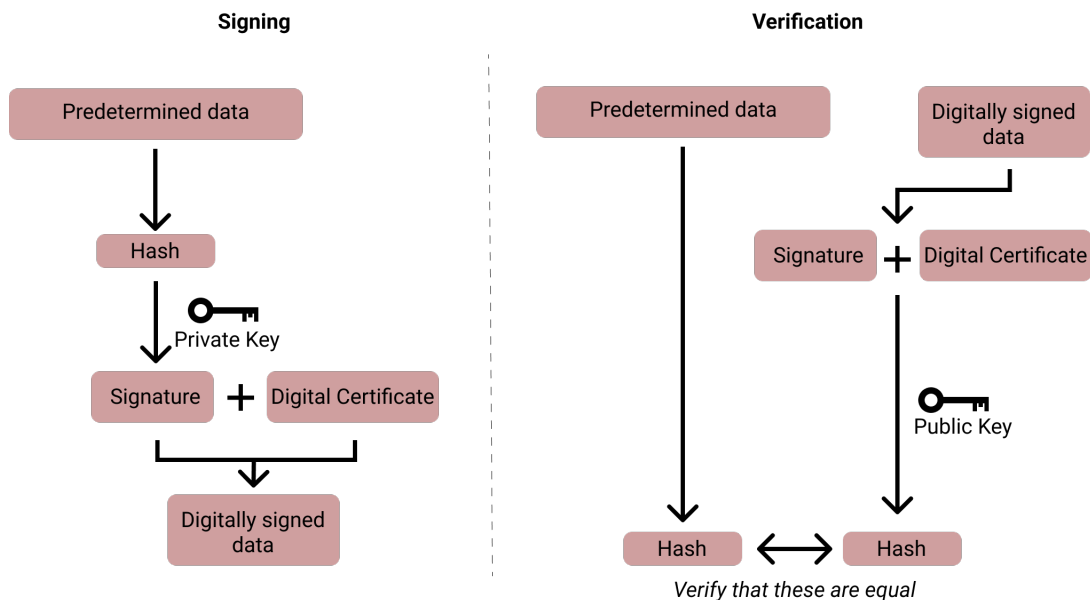 Signing
Predetermined data
Hash
Private Key
Signature
Digital Certificate
Digitally signed
data
Verification
Predetermined data
Digitally signed
data
Signature
Digital Certificate
Public Key
Hash
Hash
Verify that these are equal